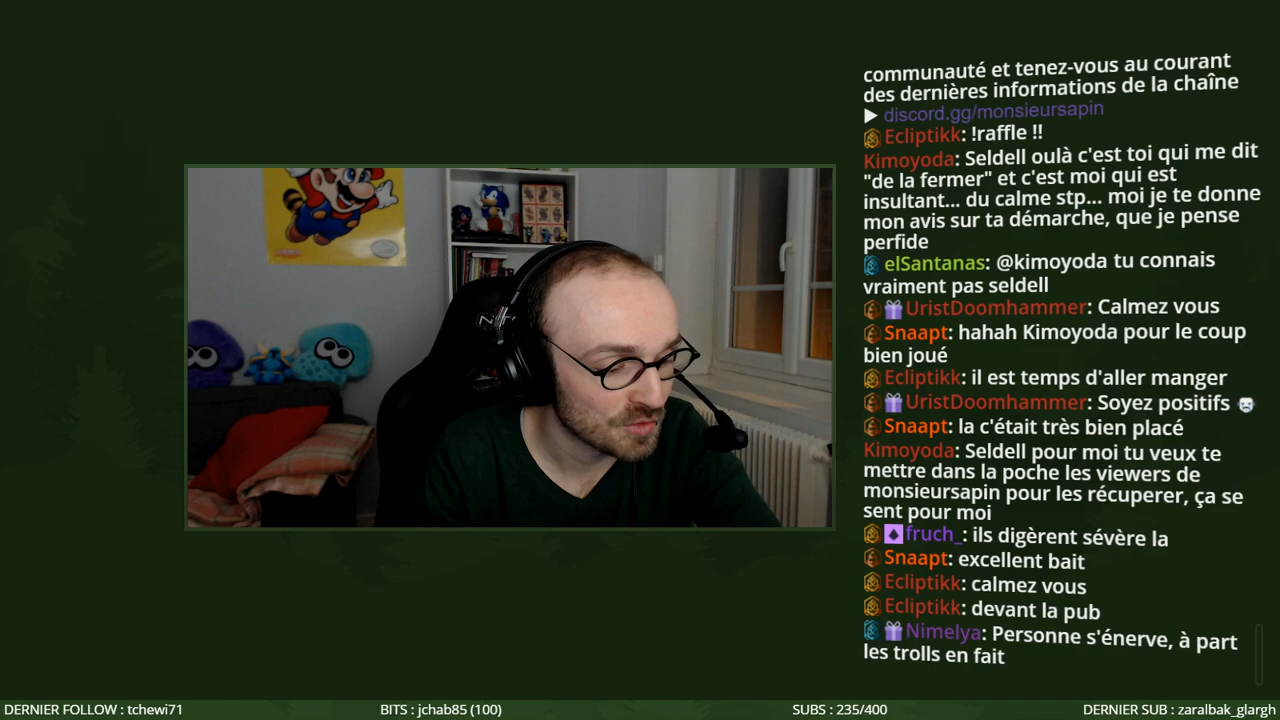 communauté et tenez-vous au courant
des dernières informations de la chaîne
▶ discord.gg/monsieursapin
Ecliptikk: !raffle !!
Kimoyoda: Seldell oulà c'est toi qui me dit
"de la fermer" et c'est moi qui est
insultant... du calme stp... moi je te donne
mon avis sur ta démarche, que je pense
perfide
elSantanas: @kimoyoda tu connais
vraiment pas seldell
UristDoomhammer: Calmez vous
Snaapt: hahah Kimoyoda pour le coup
bien joué
Ecliptikk: il est temps d'aller manger
UristDoomhammer: Soyez positifs
Snaapt: la c'était très bien placé
Kimoyoda: Seldell pour moi tu veux te
mettre dans la poche les viewers de
monsieursapin pour les récuperer, ça se
sent pour moi
fruch_: ils digèrent sévère la
Snaapt: excellent bait
Ecliptikk: calmez vous
Ecliptikk: devant la pub
Nimelya: Personne s'énerve, à part
les trolls en fait
DERNIER FOLLOW : tchewi71
BITS : jchab85 (100)
SUBS : 235/400
DERNIER SUB : zaralbak_glargh